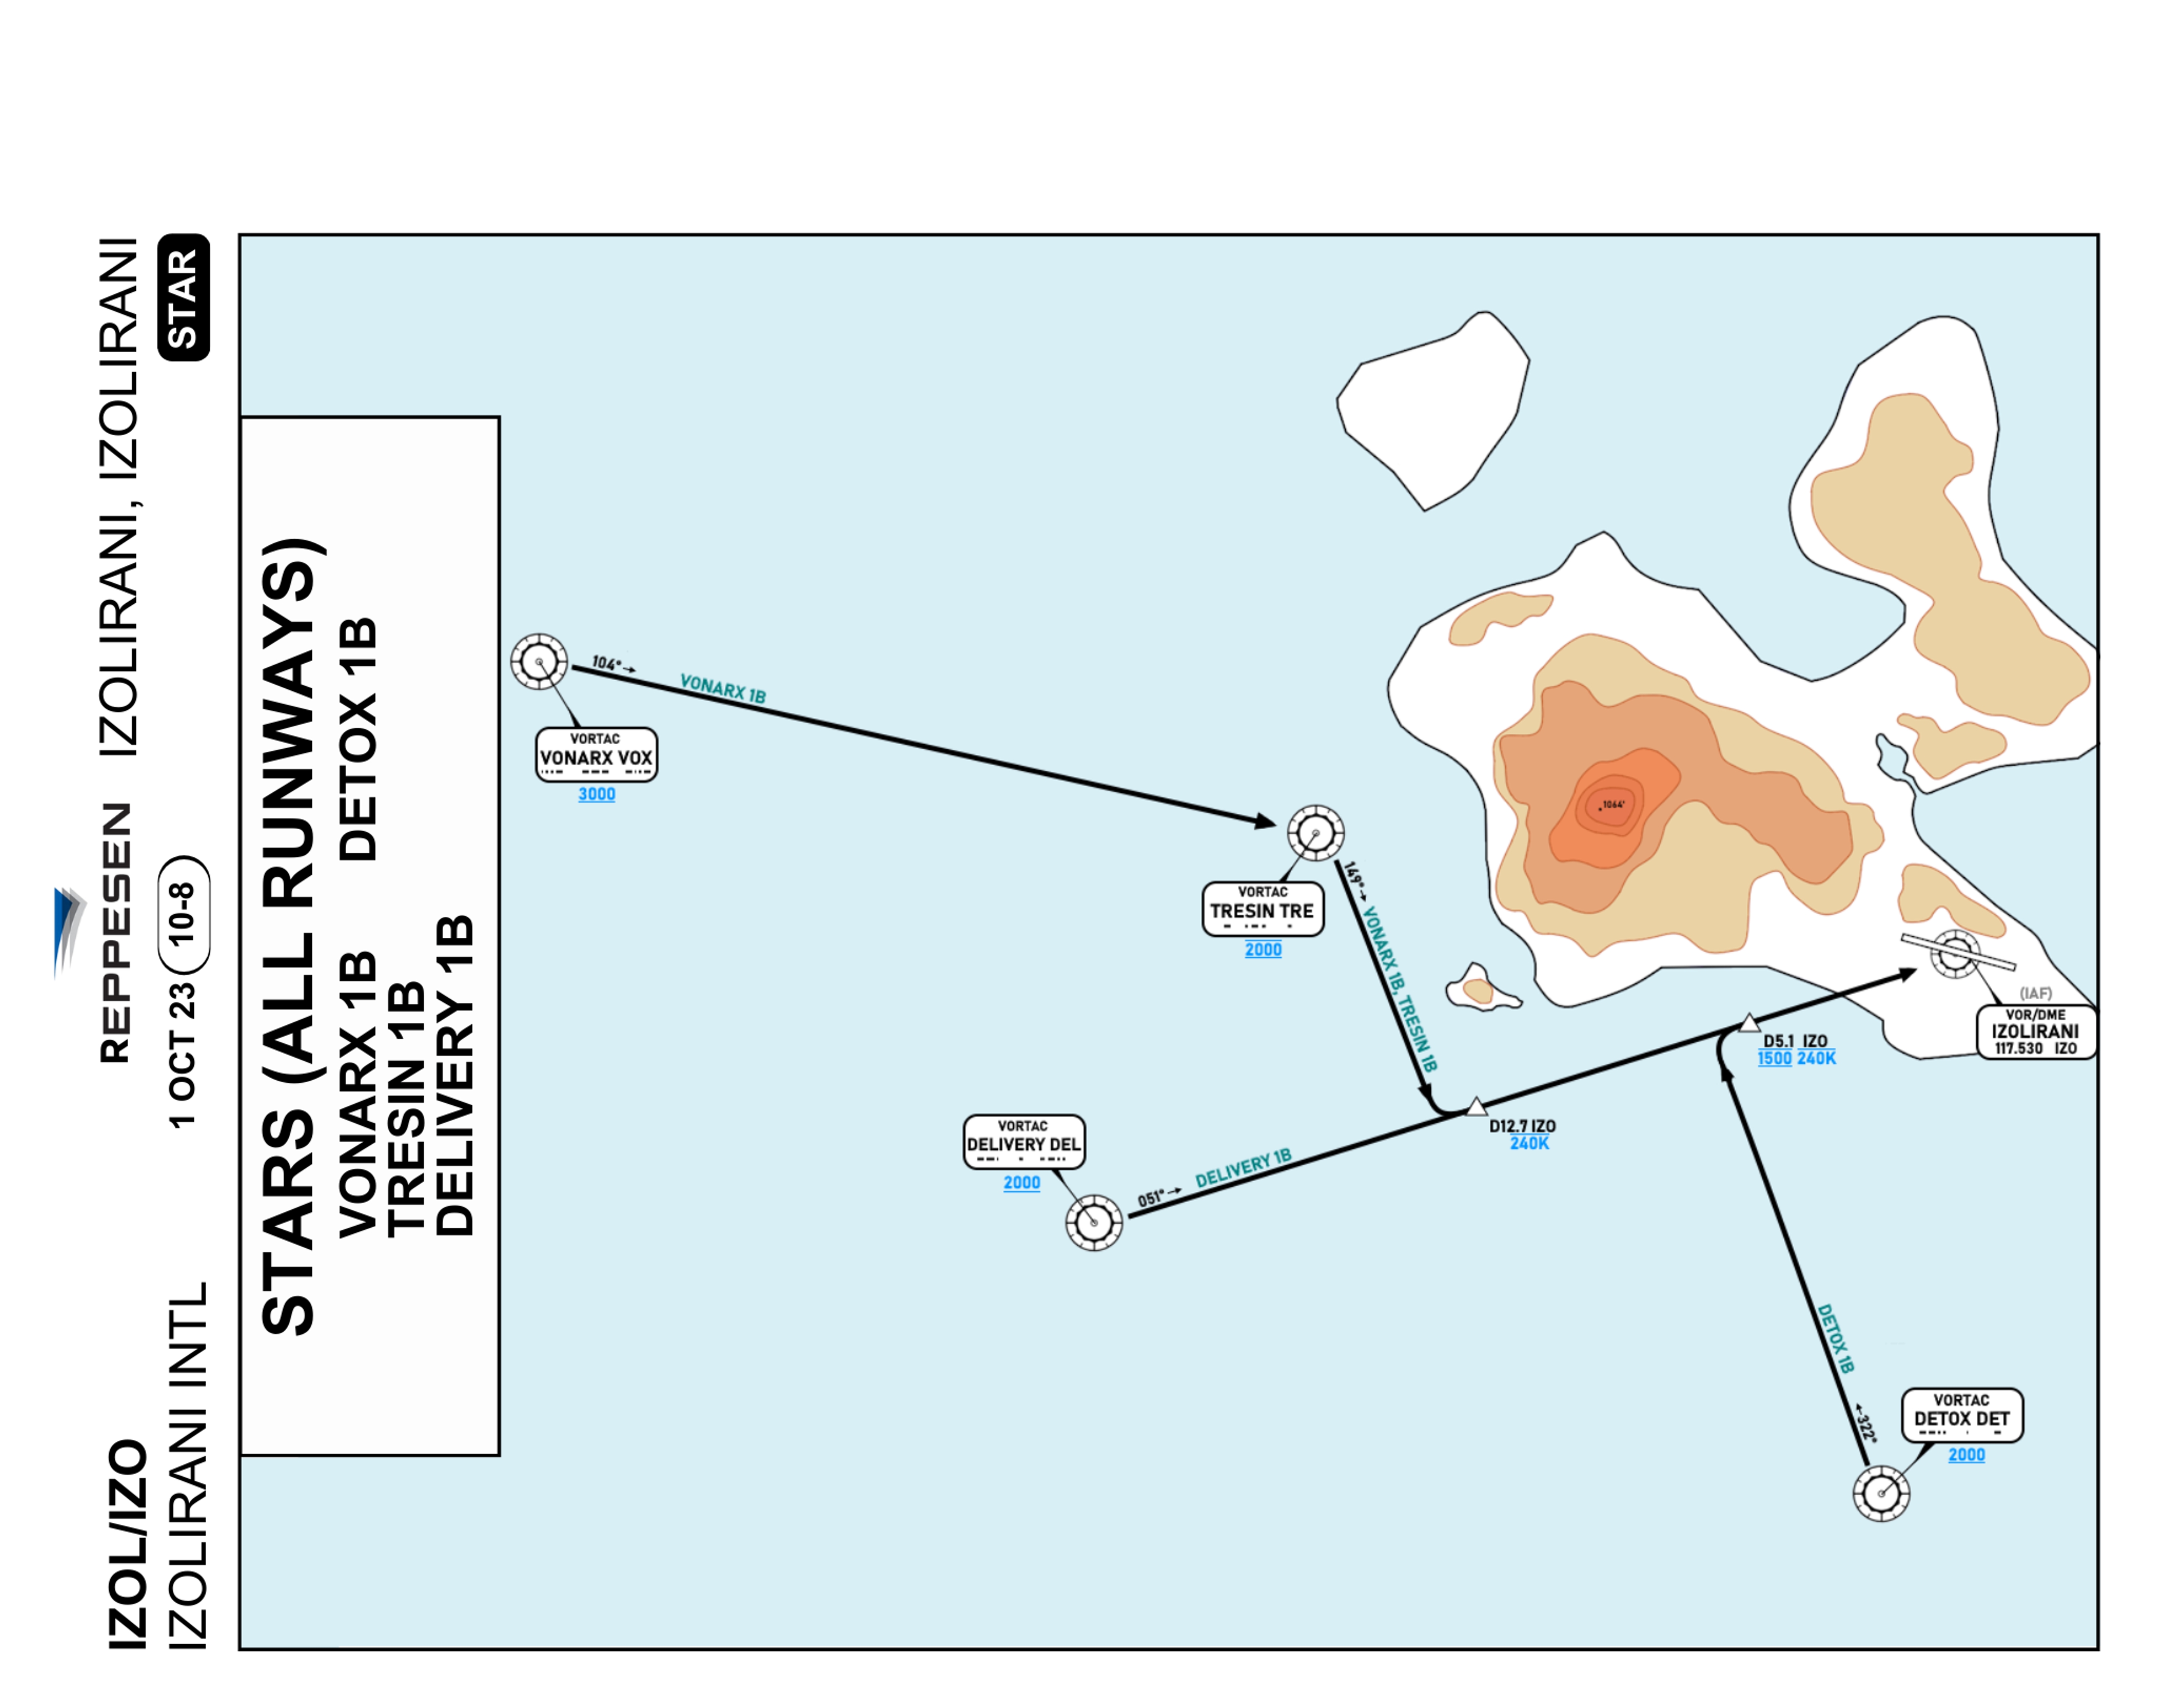 IZOL/IZO
REPPESEN
IZOLIRANI, IZOLIRANI
IZOLIRANI INTL
1 OCT 23
10-8
STAR
STARS (ALL RUNWAYS)
VONARX 1B
DETOX 1B
TRESIN 1B
DELIVERY 1B
104°→
VONARX 1B
VORTAC
VONARX VOX
3000
1064'
VORTAC
TRESIN TRE
2000
149°→
VONARX 1B, TRESIN 1B
(IAF)
VOR/DME
IZOLIRANI
117.530 IZO
D5.1 IZO
1500 240K
D12.7 IZO
240K
VORTAC
DELIVERY DEL
2000
051°→
DELIVERY 1B
DETOX 1B
←322°
VORTAC
DETOX DET
2000